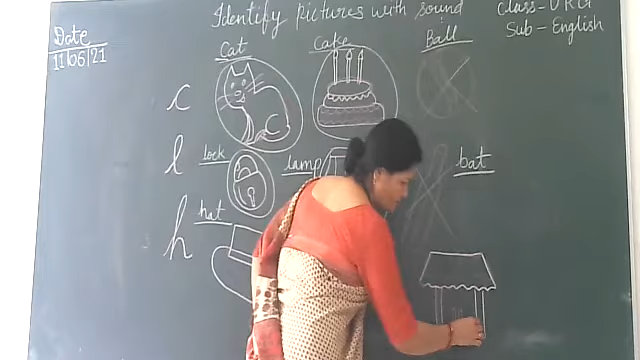 Identify pictures with sound
Class - UKG
Sub - English
Date
11/06/21
Cat
Cake
Ball
c
l
lock
lamp
bat
h
hat